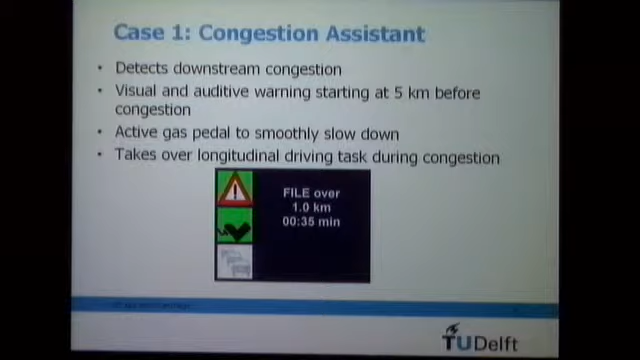 Case 1: Congestion Assistant
• Detects downstream congestion
• Visual and auditive warning starting at 5 km before
congestion
• Active gas pedal to smoothly slow down
• Takes over longitudinal driving task during congestion
FILE over
1.0 km
00:35 min
TUDelft